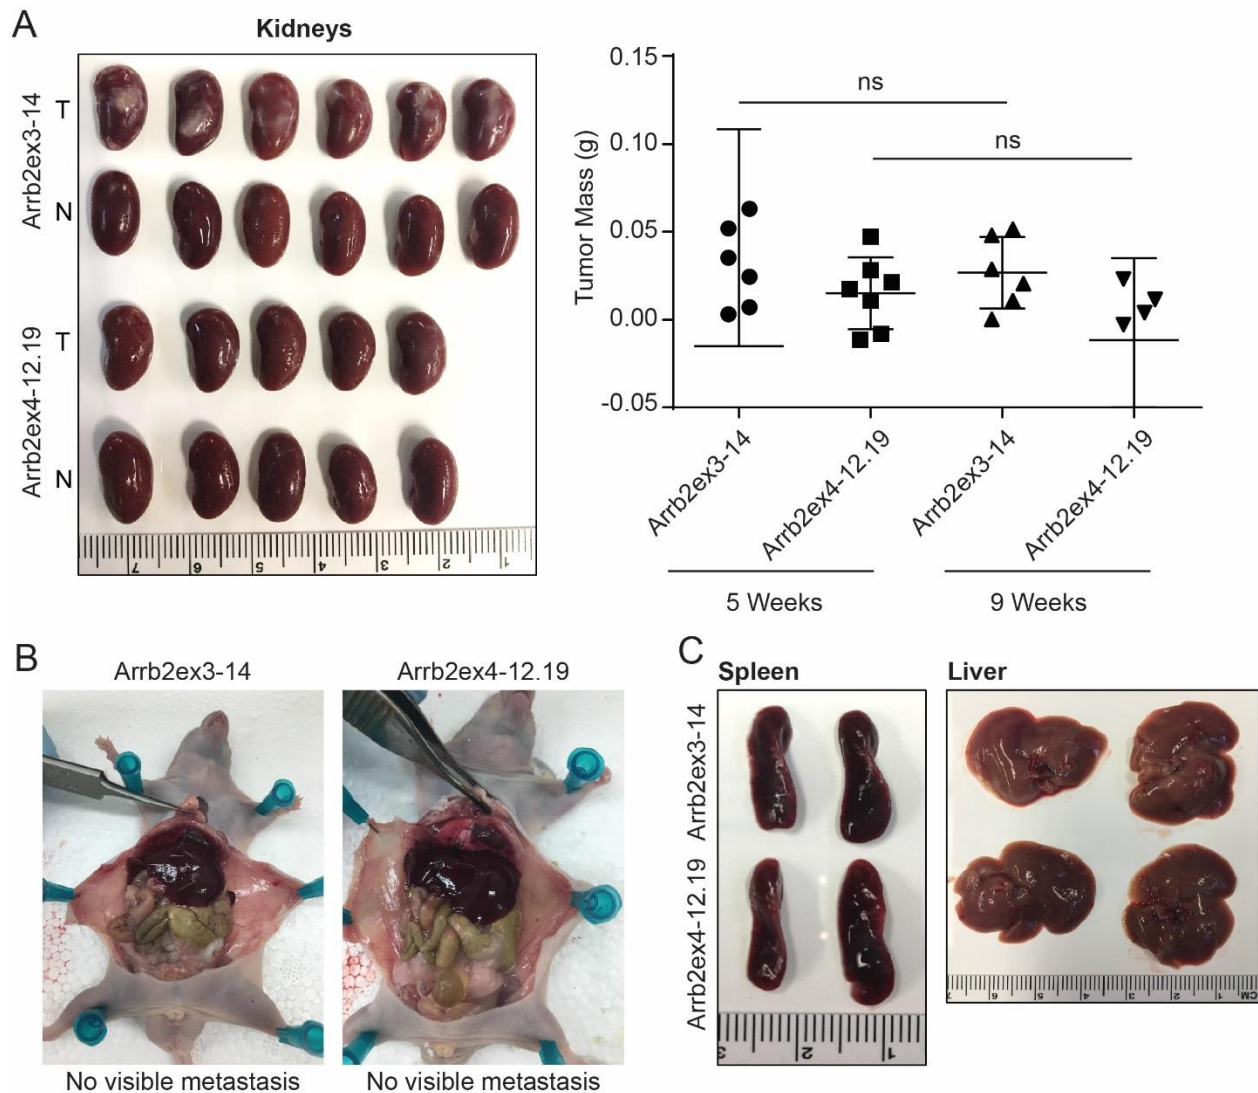 A
Kidneys
Arrb2ex3-14
T
N
Arrb2ex4-12.19
T
N
7 6 5 4 3 2 1
Tumor Mass (g)
0.15
0.10
0.05
0.00
-0.05
ns
ns
Arrb2ex3-14
Arrb2ex4-12.19
Arrb2ex3-14
Arrb2ex4-12.19
5 Weeks
9 Weeks
B
Arrb2ex3-14
Arrb2ex4-12.19
No visible metastasis
No visible metastasis
C
Spleen
Liver
Arrb2ex3-14
Arrb2ex4-12.19
3 2 1
7 6 5 4 3 2 1 CM